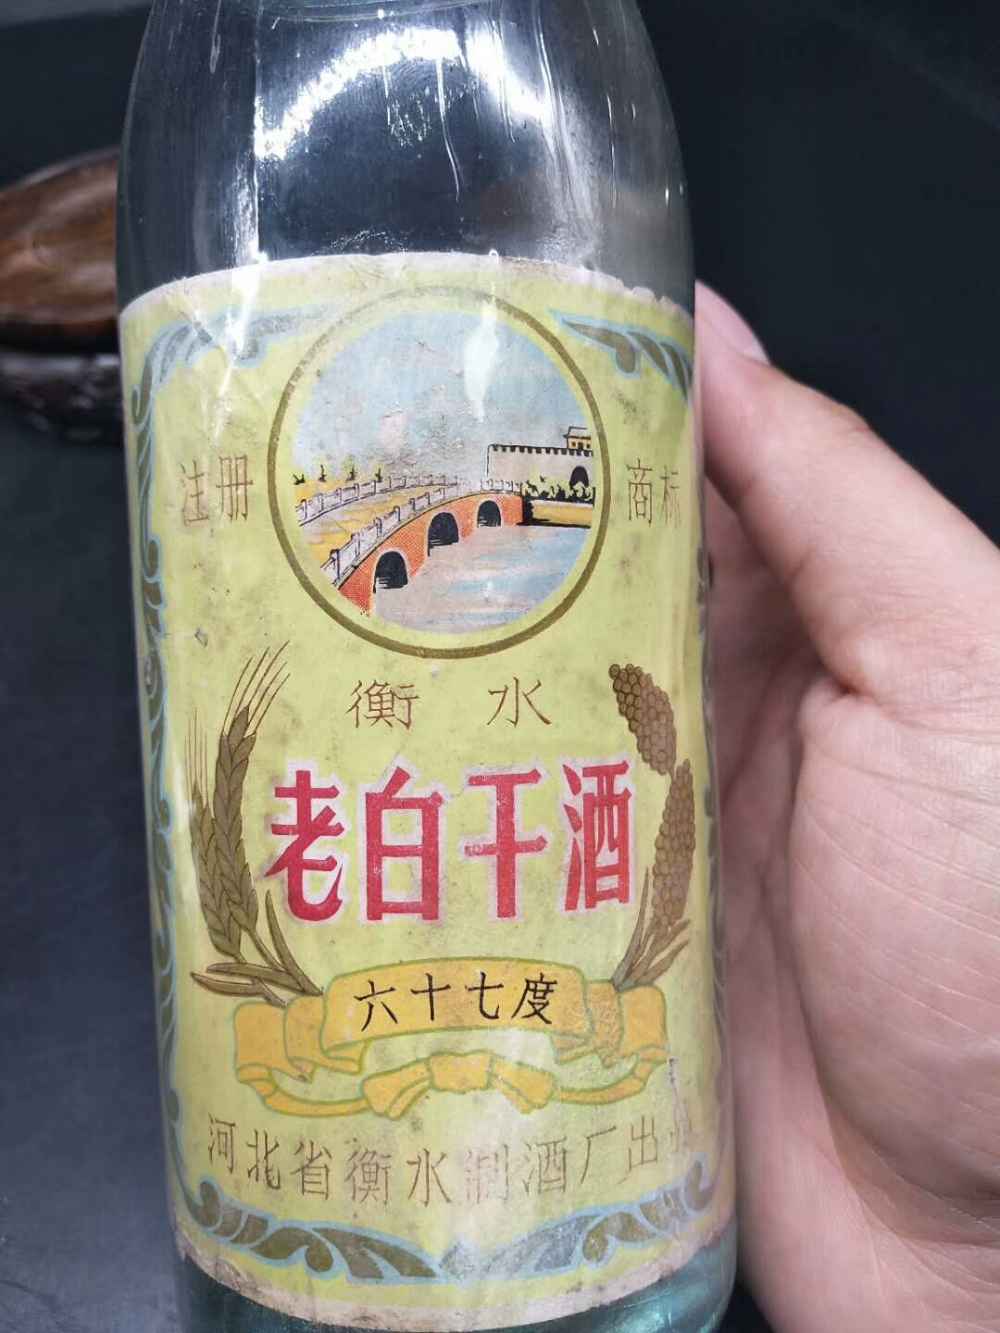 注册 商标
衡水
老白干酒
六十七度
河北省衡水制酒厂出品